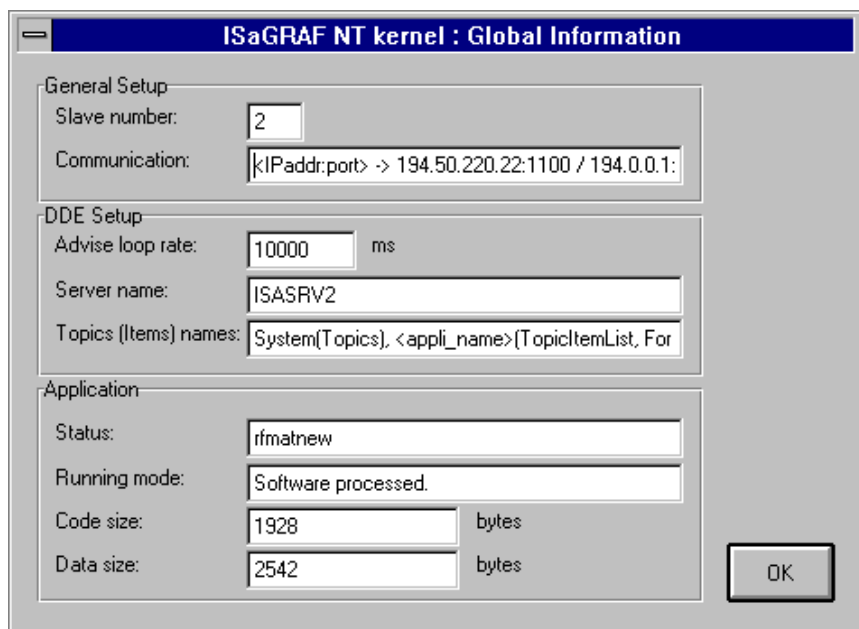 ISaGRAF NT kernel : Global Information
General Setup
Slave number: 2
Communication: <IPaddr:port> -> 194.50.220.22:1100 / 194.0.0.1:
DDE Setup
Advise loop rate: 10000 ms
Server name: ISASRV2
Topics (Items) names: System(Topics), <appli_name>(TopicItemList, For
Application
Status: rfmatnew
Running mode: Software processed.
Code size: 1928 bytes
Data size: 2542 bytes
OK